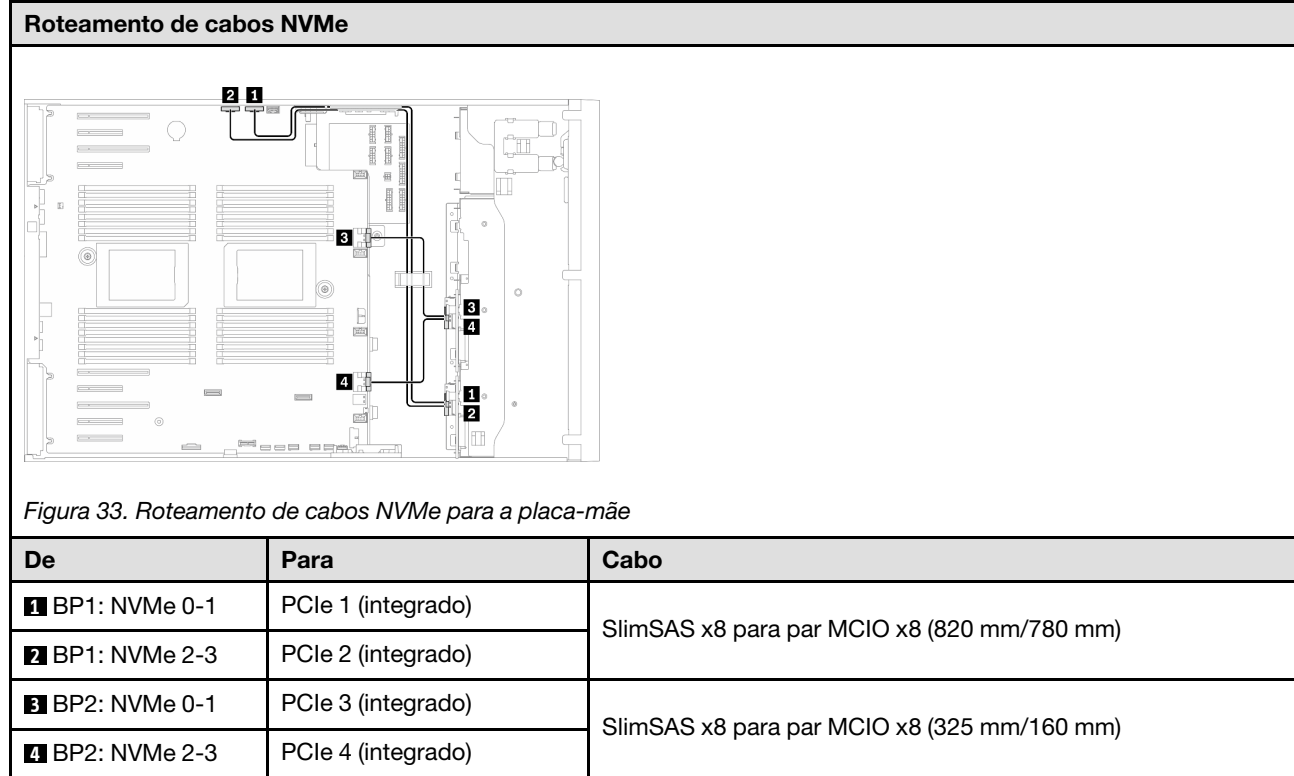 Roteamento de cabos NVMe
2 1
3
3
4
4
1
2
Figura 33. Roteamento de cabos NVMe para a placa-mãe
De Para Cabo
1 BP1: NVMe 0-1 PCIe 1 (integrado) SlimSAS x8 para par MCIO x8 (820 mm/780 mm)
2 BP1: NVMe 2-3 PCIe 2 (integrado)
3 BP2: NVMe 0-1 PCIe 3 (integrado) SlimSAS x8 para par MCIO x8 (325 mm/160 mm)
4 BP2: NVMe 2-3 PCIe 4 (integrado)